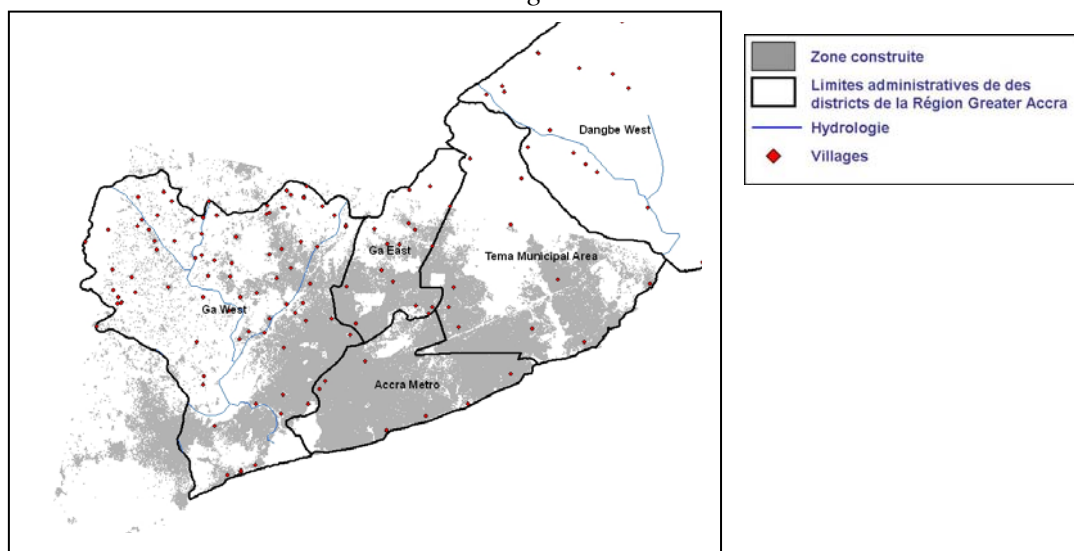 Zone construite
Limites administratives de des
districts de la Région Greater Accra
Hydrologie
Villages
Dangbe West
Ga East
Tema Municipal Area
Ga West
Accra Metro